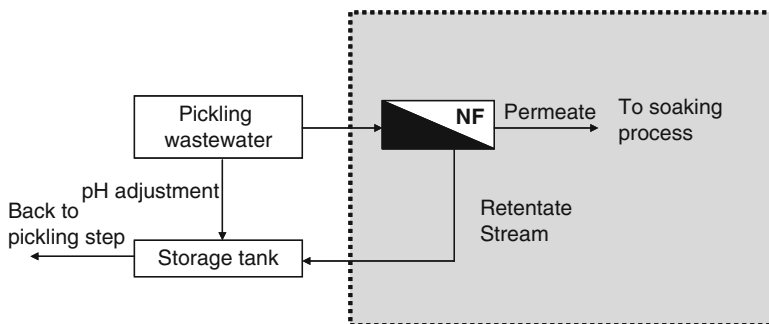 Pickling
wastewater
NF
Permeate
To soaking
process
pH adjustment
Retentate
Stream
Back to
pickling step
Storage tank